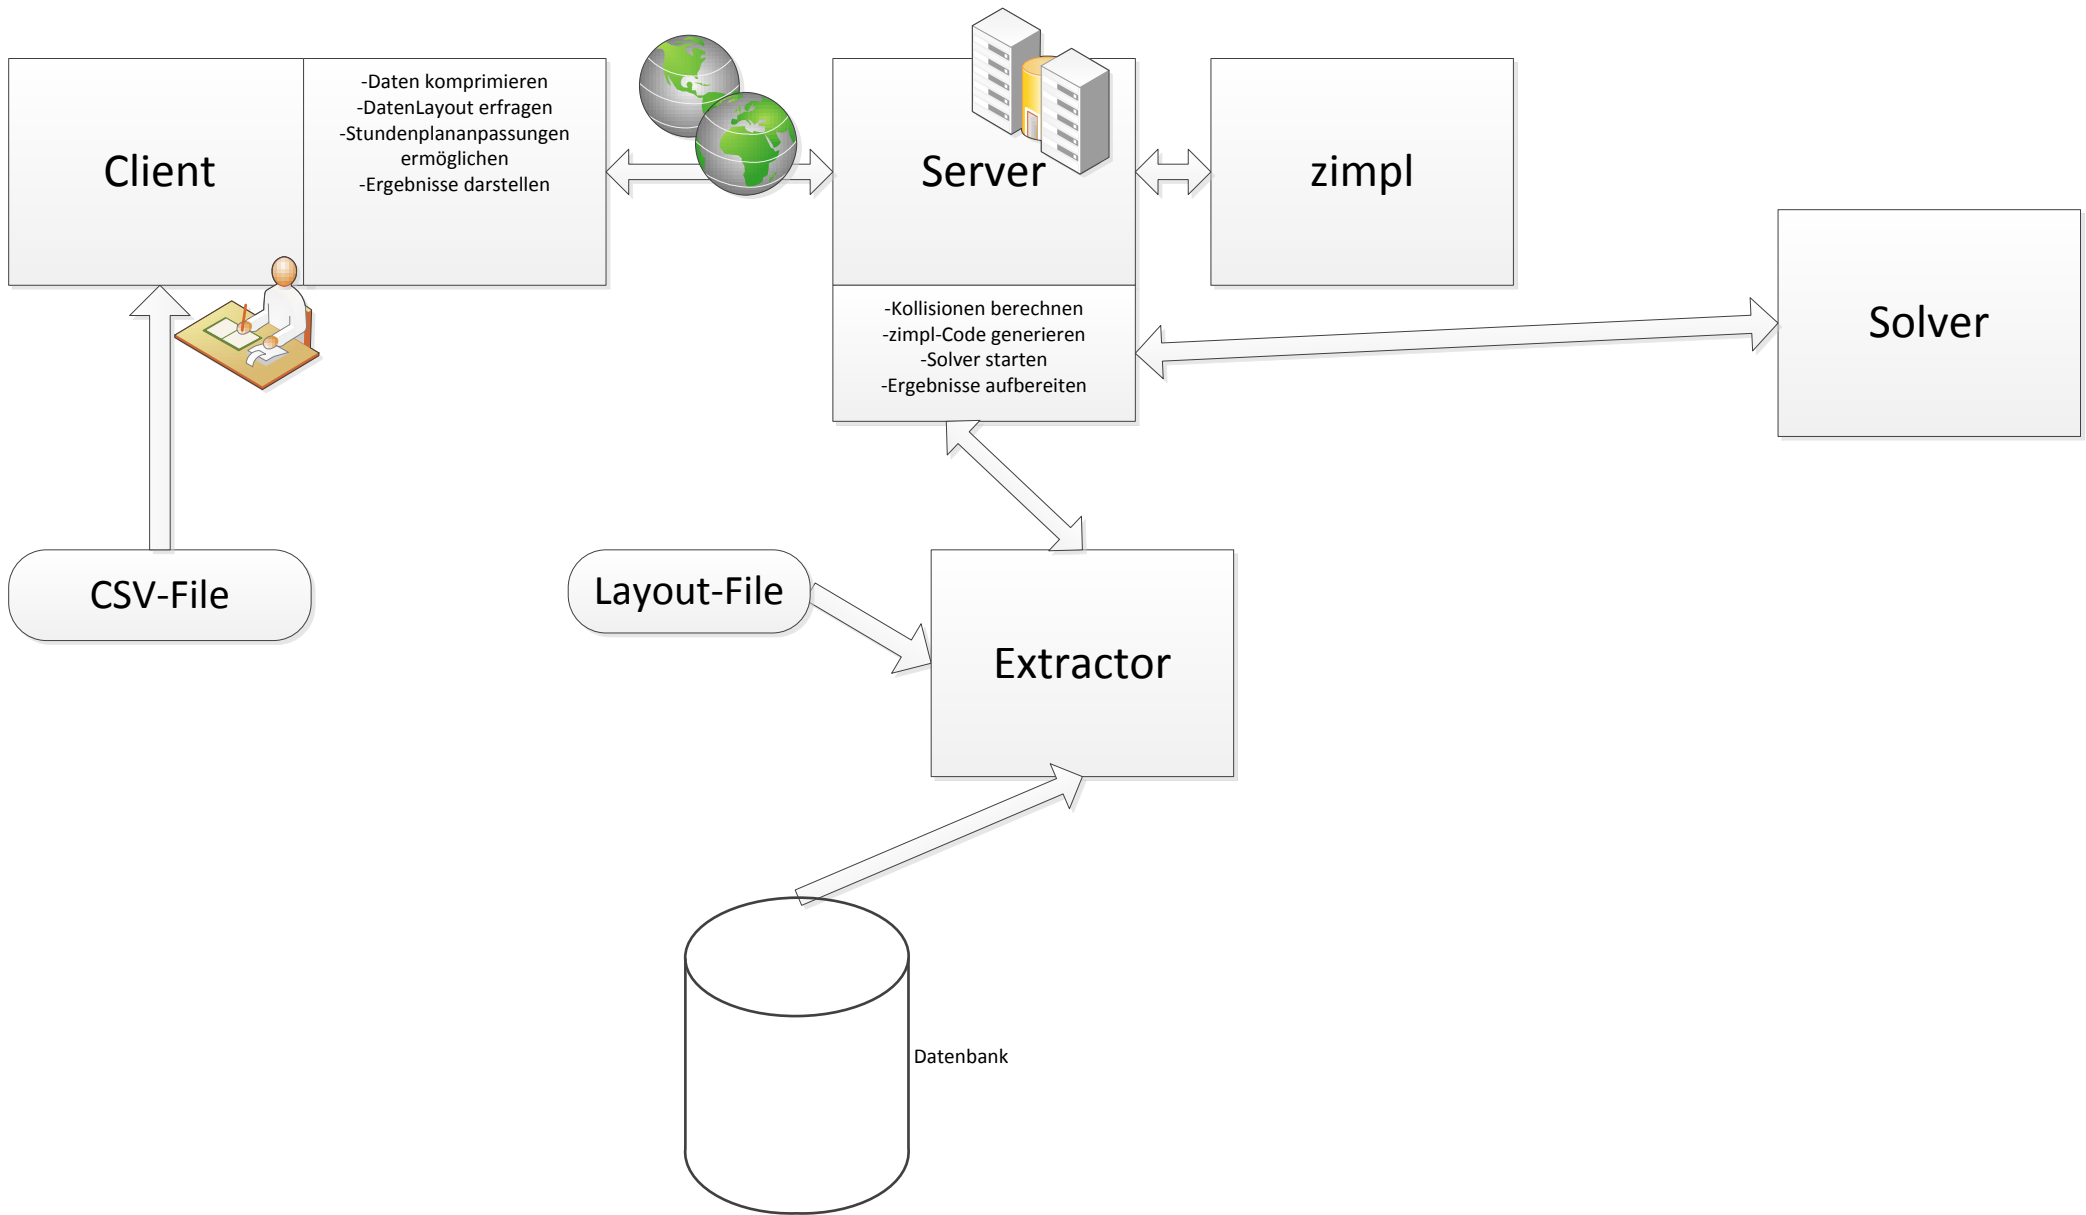 Client
-Daten komprimieren
-DatenLayout erfragen
-Stundenplananpassungen
ermöglichen
-Ergebnisse darstellen
Server
-Kollisionen berechnen
-zimpl-Code generieren
-Solver starten
-Ergebnisse aufbereiten
zimpl
Solver
CSV-File
Layout-File
Extractor
Datenbank